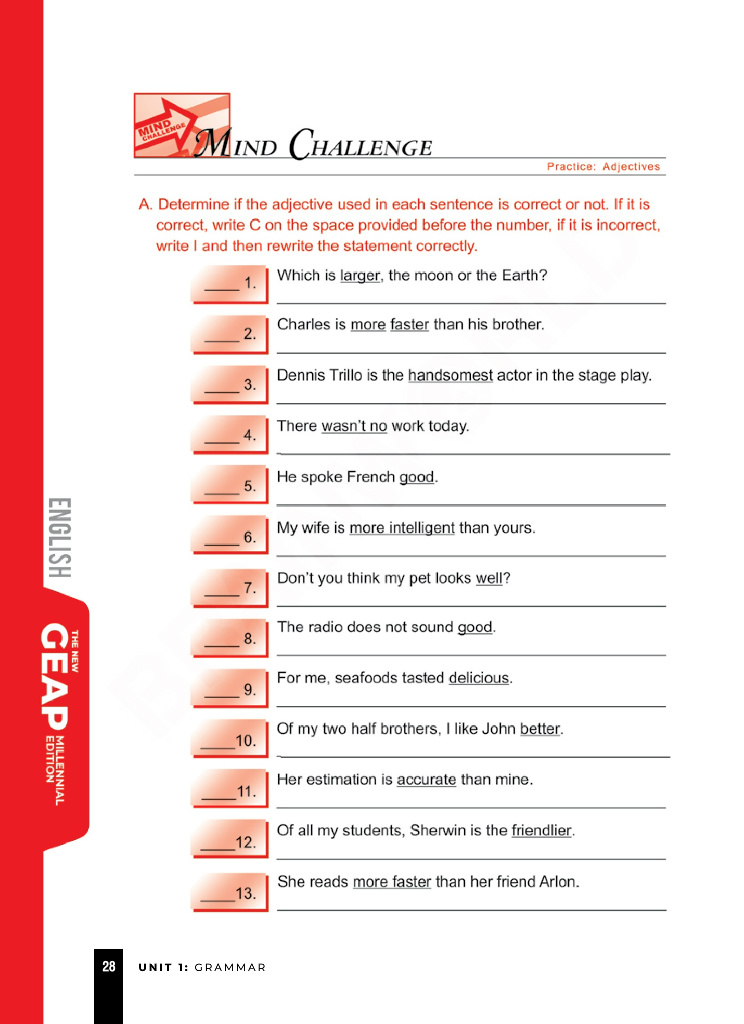 MIND CHALLENGE
MIND CHALLENGE
Practice: Adjectives
A. Determine if the adjective used in each sentence is correct or not. If it is
correct, write C on the space provided before the number, if it is incorrect,
write I and then rewrite the statement correctly.
____ 1. Which is larger, the moon or the Earth?
____ 2. Charles is more faster than his brother.
____ 3. Dennis Trillo is the handsomest actor in the stage play.
____ 4. There wasn't no work today.
____ 5. He spoke French good.
____ 6. My wife is more intelligent than yours.
____ 7. Don't you think my pet looks well?
____ 8. The radio does not sound good.
____ 9. For me, seafoods tasted delicious.
____10. Of my two half brothers, I like John better.
____11. Her estimation is accurate than mine.
____12. Of all my students, Sherwin is the friendlier.
____13. She reads more faster than her friend Arlon.
ENGLISH
THE NEW
GEAP
MILLENNIAL
EDITION
28 UNIT 1: GRAMMAR